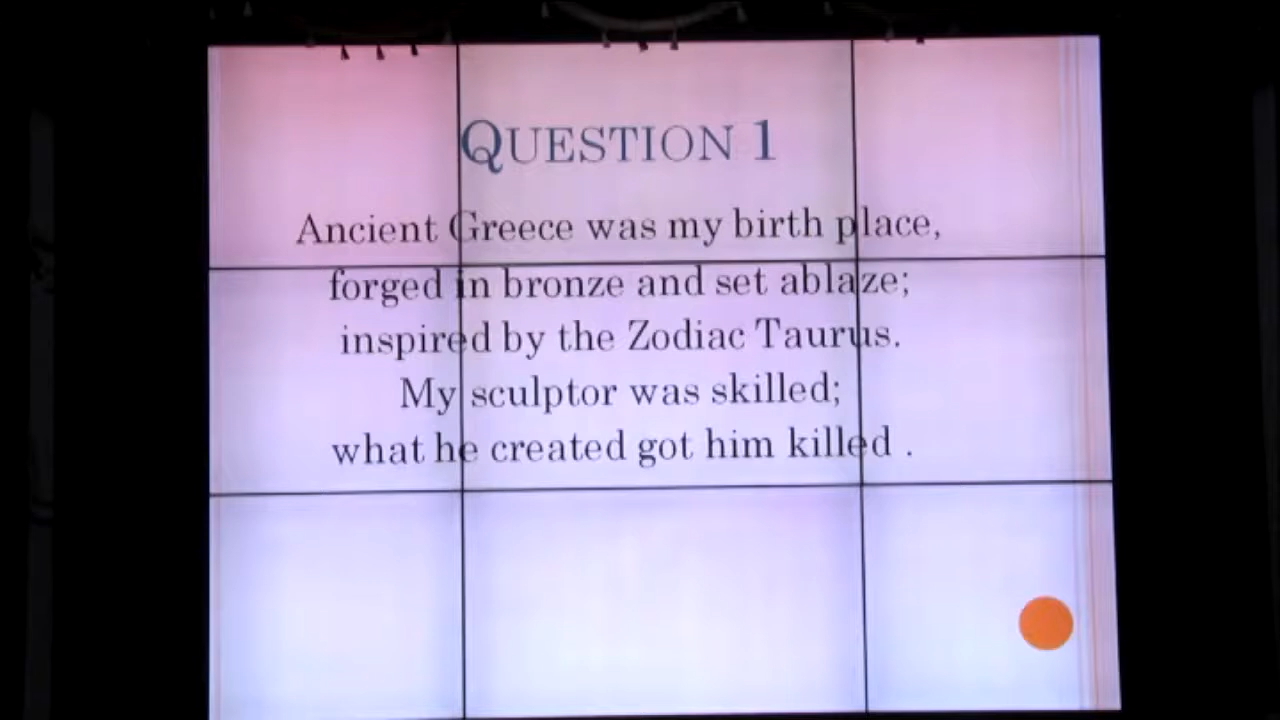 QUESTION 1
Ancient Greece was my birth place,
forged in bronze and set ablaze;
inspired by the Zodiac Taurus.
My sculptor was skilled;
what he created got him killed .